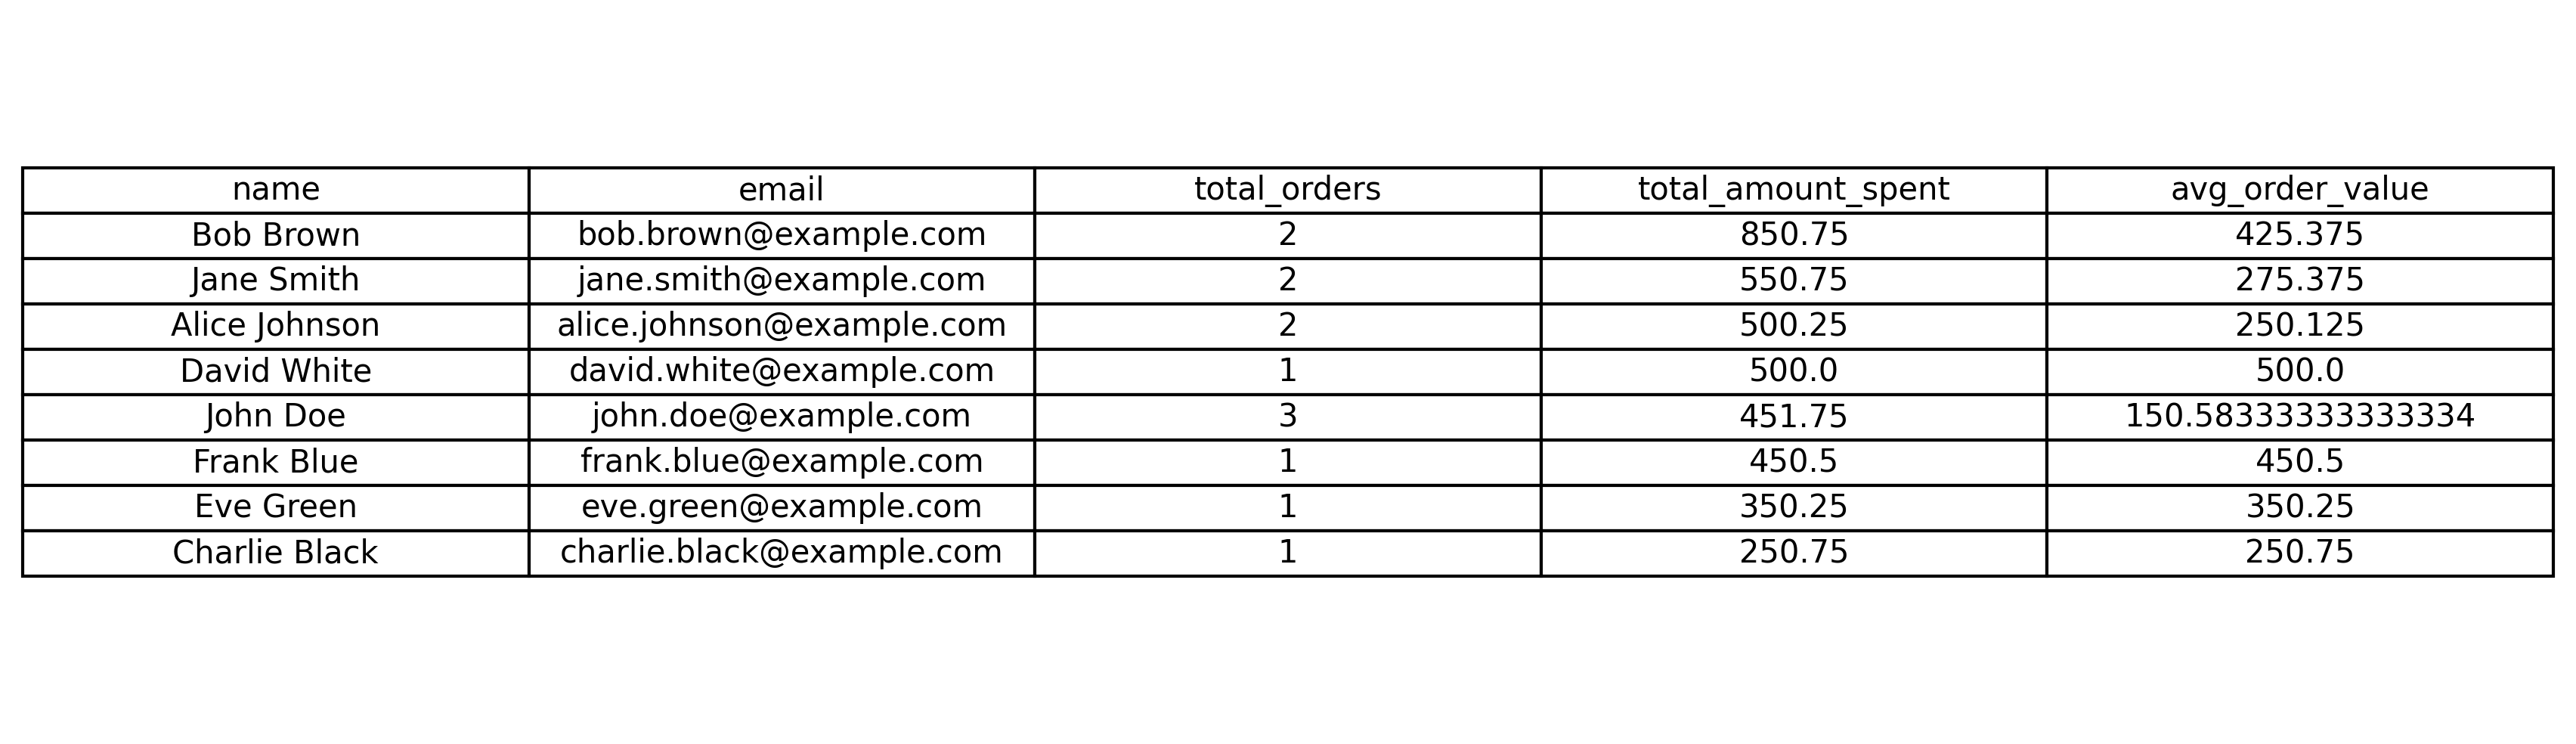 name email total_orders total_amount_spent avg_order_value
Bob Brown bob.brown@example.com 2 850.75 425.375
Jane Smith jane.smith@example.com 2 550.75 275.375
Alice Johnson alice.johnson@example.com 2 500.25 250.125
David White david.white@example.com 1 500.0 500.0
John Doe john.doe@example.com 3 451.75 150.58333333333334
Frank Blue frank.blue@example.com 1 450.5 450.5
Eve Green eve.green@example.com 1 350.25 350.25
Charlie Black charlie.black@example.com 1 250.75 250.75